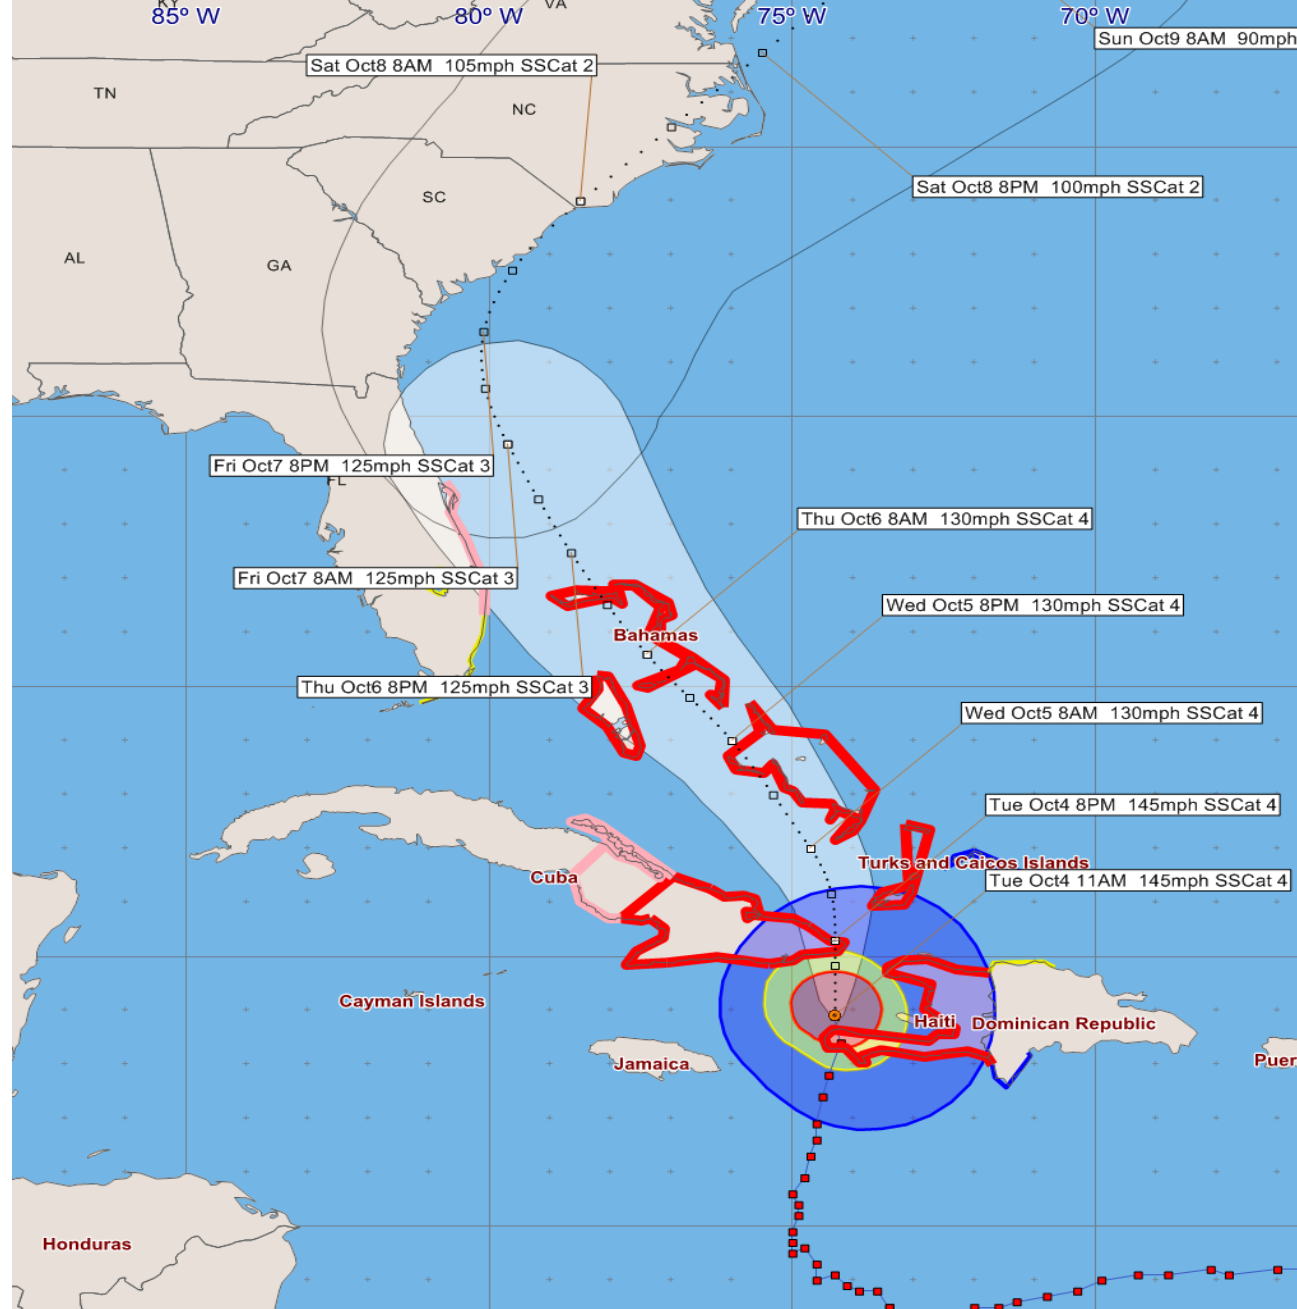 KY
VA
85° W
80° W
75° W
70° W
Sun Oct9 8AM 90mph
Sat Oct8 8AM 105mph SSCat 2
TN
NC
Sat Oct8 8PM 100mph SSCat 2
SC
AL
GA
Fri Oct7 8PM 125mph SSCat 3
FL
Thu Oct6 8AM 130mph SSCat 4
Fri Oct7 8AM 125mph SSCat 3
Wed Oct5 8PM 130mph SSCat 4
Bahamas
Thu Oct6 8PM 125mph SSCat 3
Wed Oct5 8AM 130mph SSCat 4
Tue Oct4 8PM 145mph SSCat 4
Turks and Caicos Islands
Cuba
Tue Oct4 11AM 145mph SSCat 4
Cayman Islands
Haiti
Dominican Republic
Jamaica
Puer
Honduras